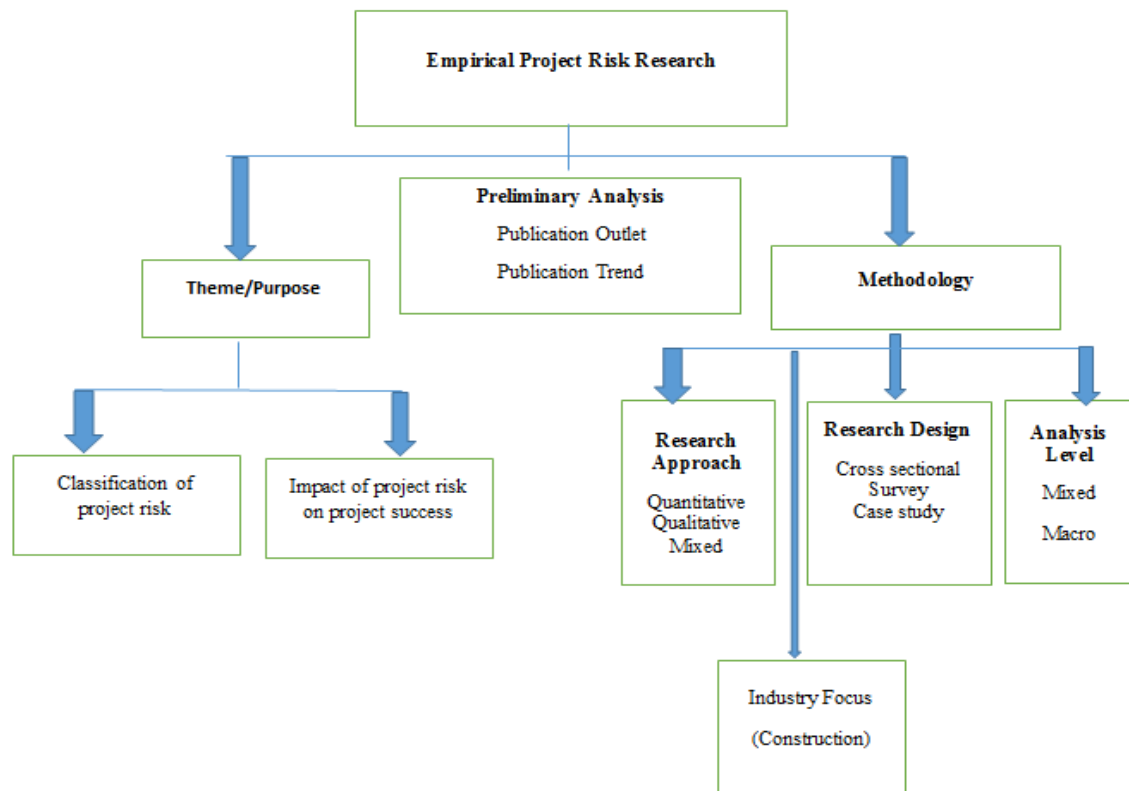 Empirical Project Risk Research
Preliminary Analysis
Publication Outlet
Publication Trend
Theme/Purpose
Methodology
Classification of
project risk
Impact of project risk
on project success
Research
Approach
Quantitative
Qualitative
Mixed
Research Design
Cross sectional
Survey
Case study
Analysis
Level
Mixed
Macro
Industry Focus
(Construction)